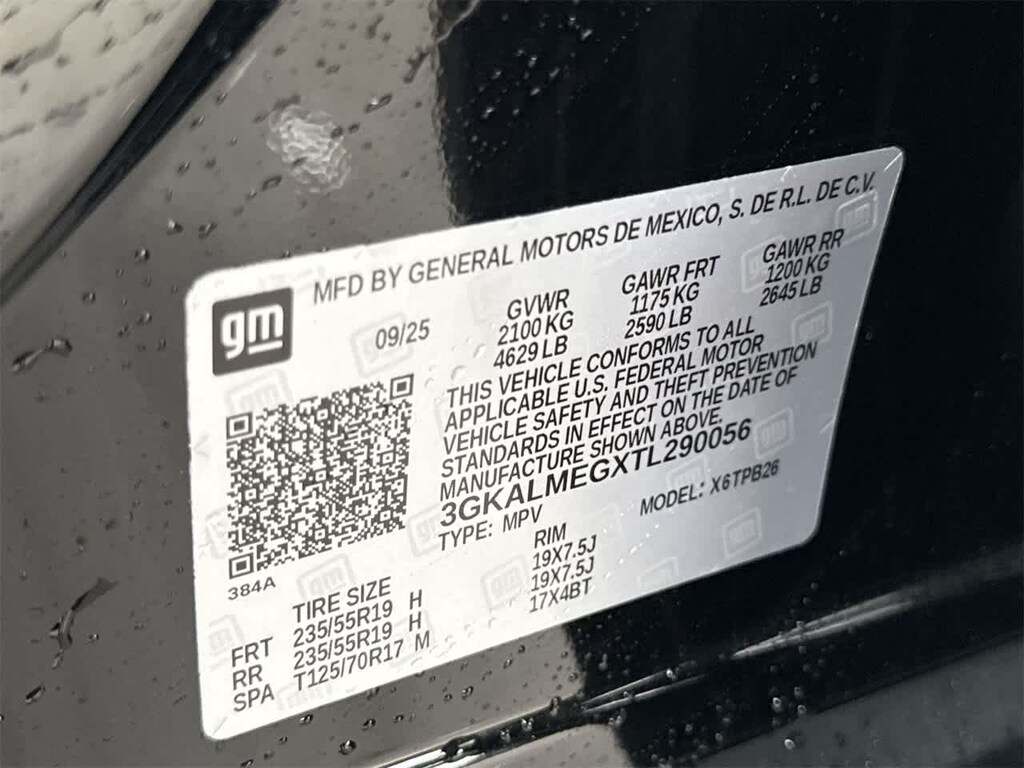 MFD BY GENERAL MOTORS DE MEXICO, S. DE R.L. DE C.V.
gm
09/25
GVWR GAWR FRT GAWR RR
2100 KG 1175 KG 1200 KG
4629 LB 2590 LB 2645 LB
THIS VEHICLE CONFORMS TO ALL
APPLICABLE U.S. FEDERAL MOTOR
VEHICLE SAFETY AND THEFT PREVENTION
STANDARDS IN EFFECT ON THE DATE OF
MANUFACTURE SHOWN ABOVE.
3GKALMEGXTL290056
TYPE: MPV MODEL: X6TPB26
384A
TIRE SIZE RIM
FRT 235/55R19 H 19X7.5J
RR 235/55R19 H 19X7.5J
SPA T125/70R17 M 17X4BT